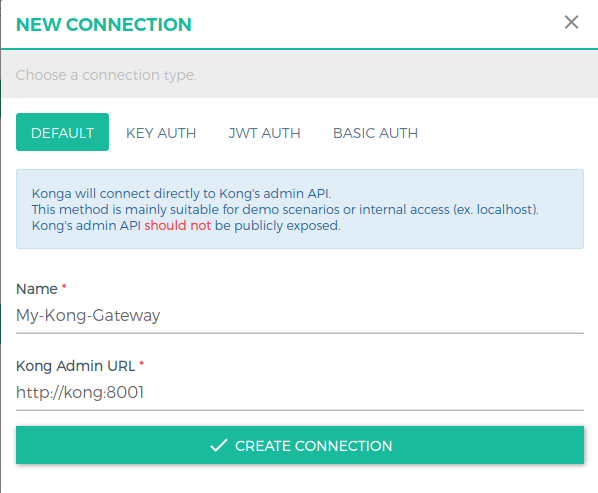 NEW CONNECTION
Choose a connection type.
DEFAULT KEY AUTH JWT AUTH BASIC AUTH
Konga will connect directly to Kong's admin API.
This method is mainly suitable for demo scenarios or internal access (ex. localhost).
Kong's admin API should not be publicly exposed.
Name *
My-Kong-Gateway
Kong Admin URL *
http://kong:8001
CREATE CONNECTION